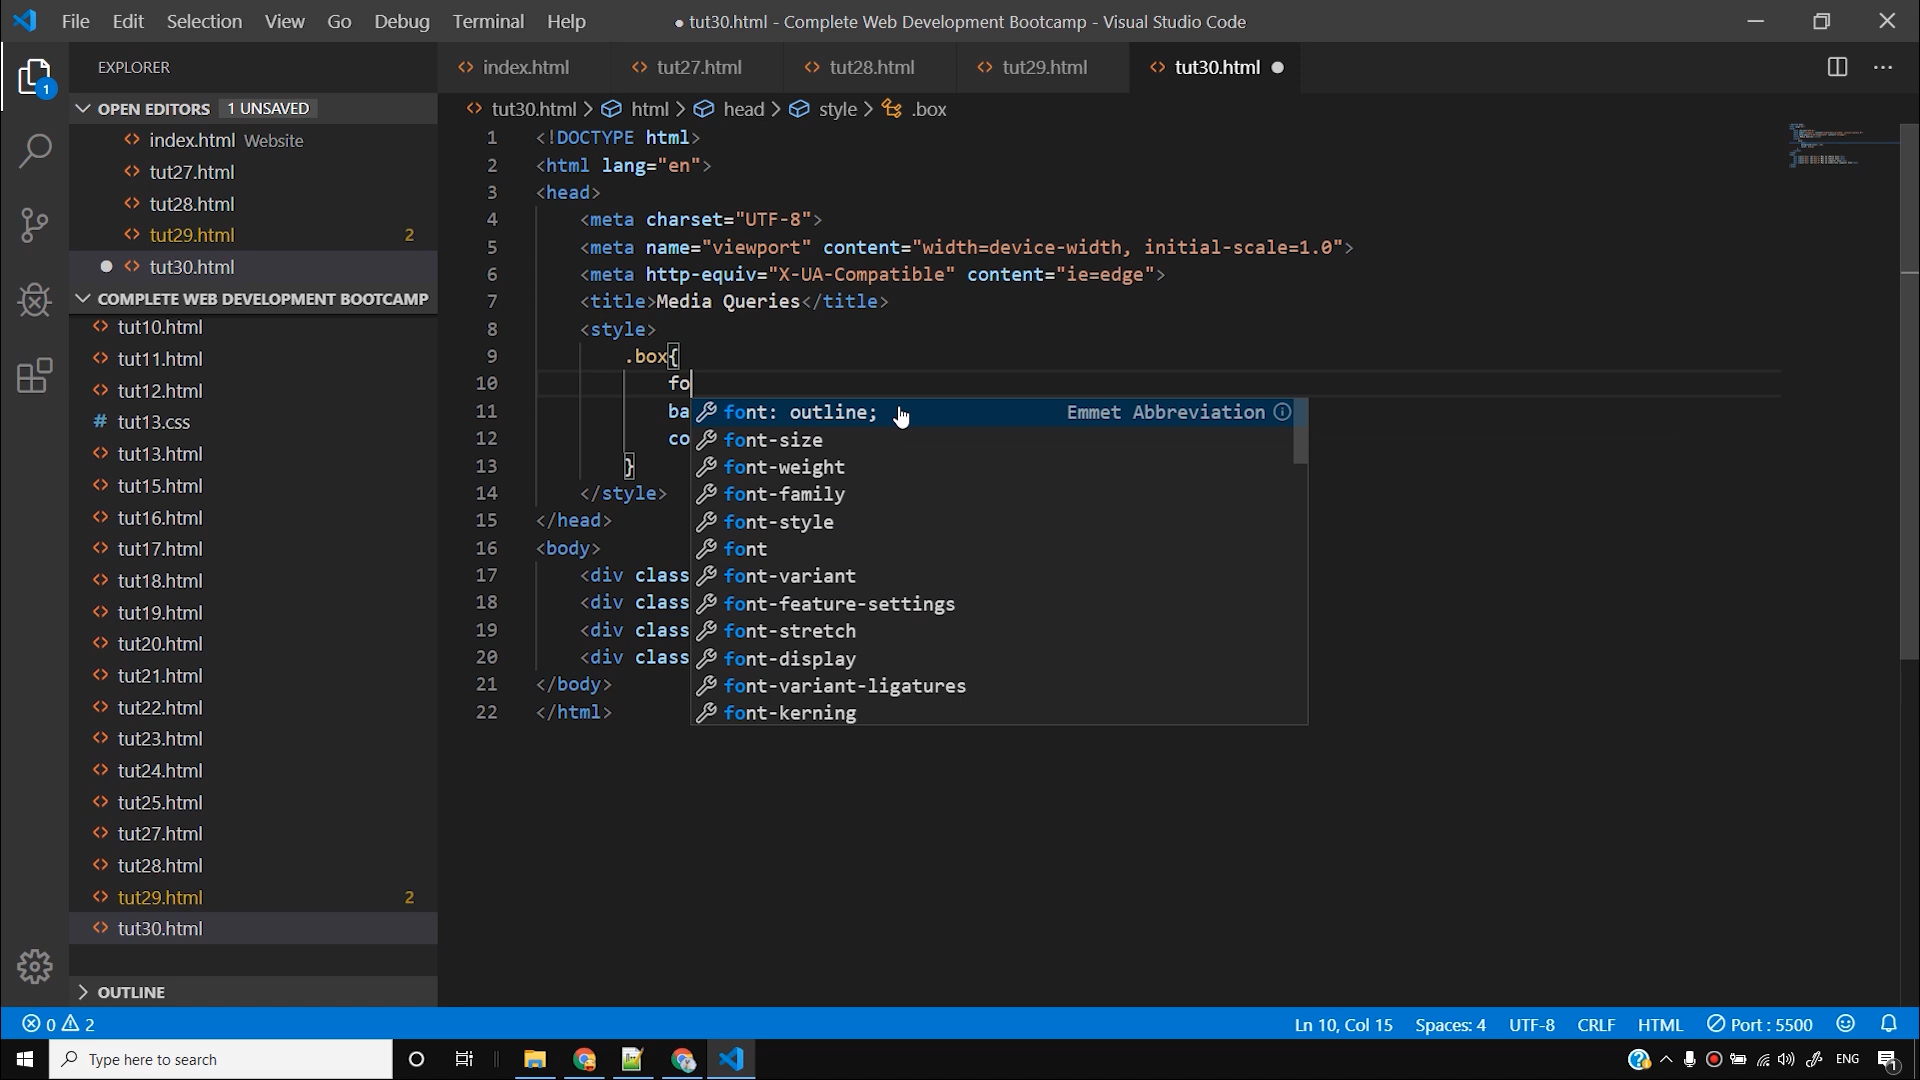 File Edit Selection View Go Debug Terminal Help ● tut30.html - Complete Web Development Bootcamp - Visual Studio Code
EXPLORER
index.html tut27.html tut28.html tut29.html tut30.html
OPEN EDITORS 1 UNSAVED
tut30.html > html > head > style > .box
index.html Website
tut27.html
tut28.html
tut29.html 2
tut30.html
COMPLETE WEB DEVELOPMENT BOOTCAMP
tut10.html
tut11.html
tut12.html
# tut13.css
tut13.html
tut15.html
tut16.html
tut17.html
tut18.html
tut19.html
tut20.html
tut21.html
tut22.html
tut23.html
tut24.html
tut25.html
tut27.html
tut28.html
tut29.html 2
tut30.html
OUTLINE
1 <!DOCTYPE html>
2 <html lang="en">
3 <head>
4 <meta charset="UTF-8">
5 <meta name="viewport" content="width=device-width, initial-scale=1.0">
6 <meta http-equiv="X-UA-Compatible" content="ie=edge">
7 <title>Media Queries</title>
8 <style>
9 .box{
10 fo
11 ba
12 co
13 }
14 </style>
15 </head>
16 <body>
17 <div class
18 <div class
19 <div class
20 <div class
21 </body>
22 </html>
font: outline; Emmet Abbreviation
font-size
font-weight
font-family
font-style
font
font-variant
font-feature-settings
font-stretch
font-display
font-variant-ligatures
font-kerning
1
0 2 Ln 10, Col 15 Spaces: 4 UTF-8 CRLF HTML Port : 5500
Type here to search ENG 1